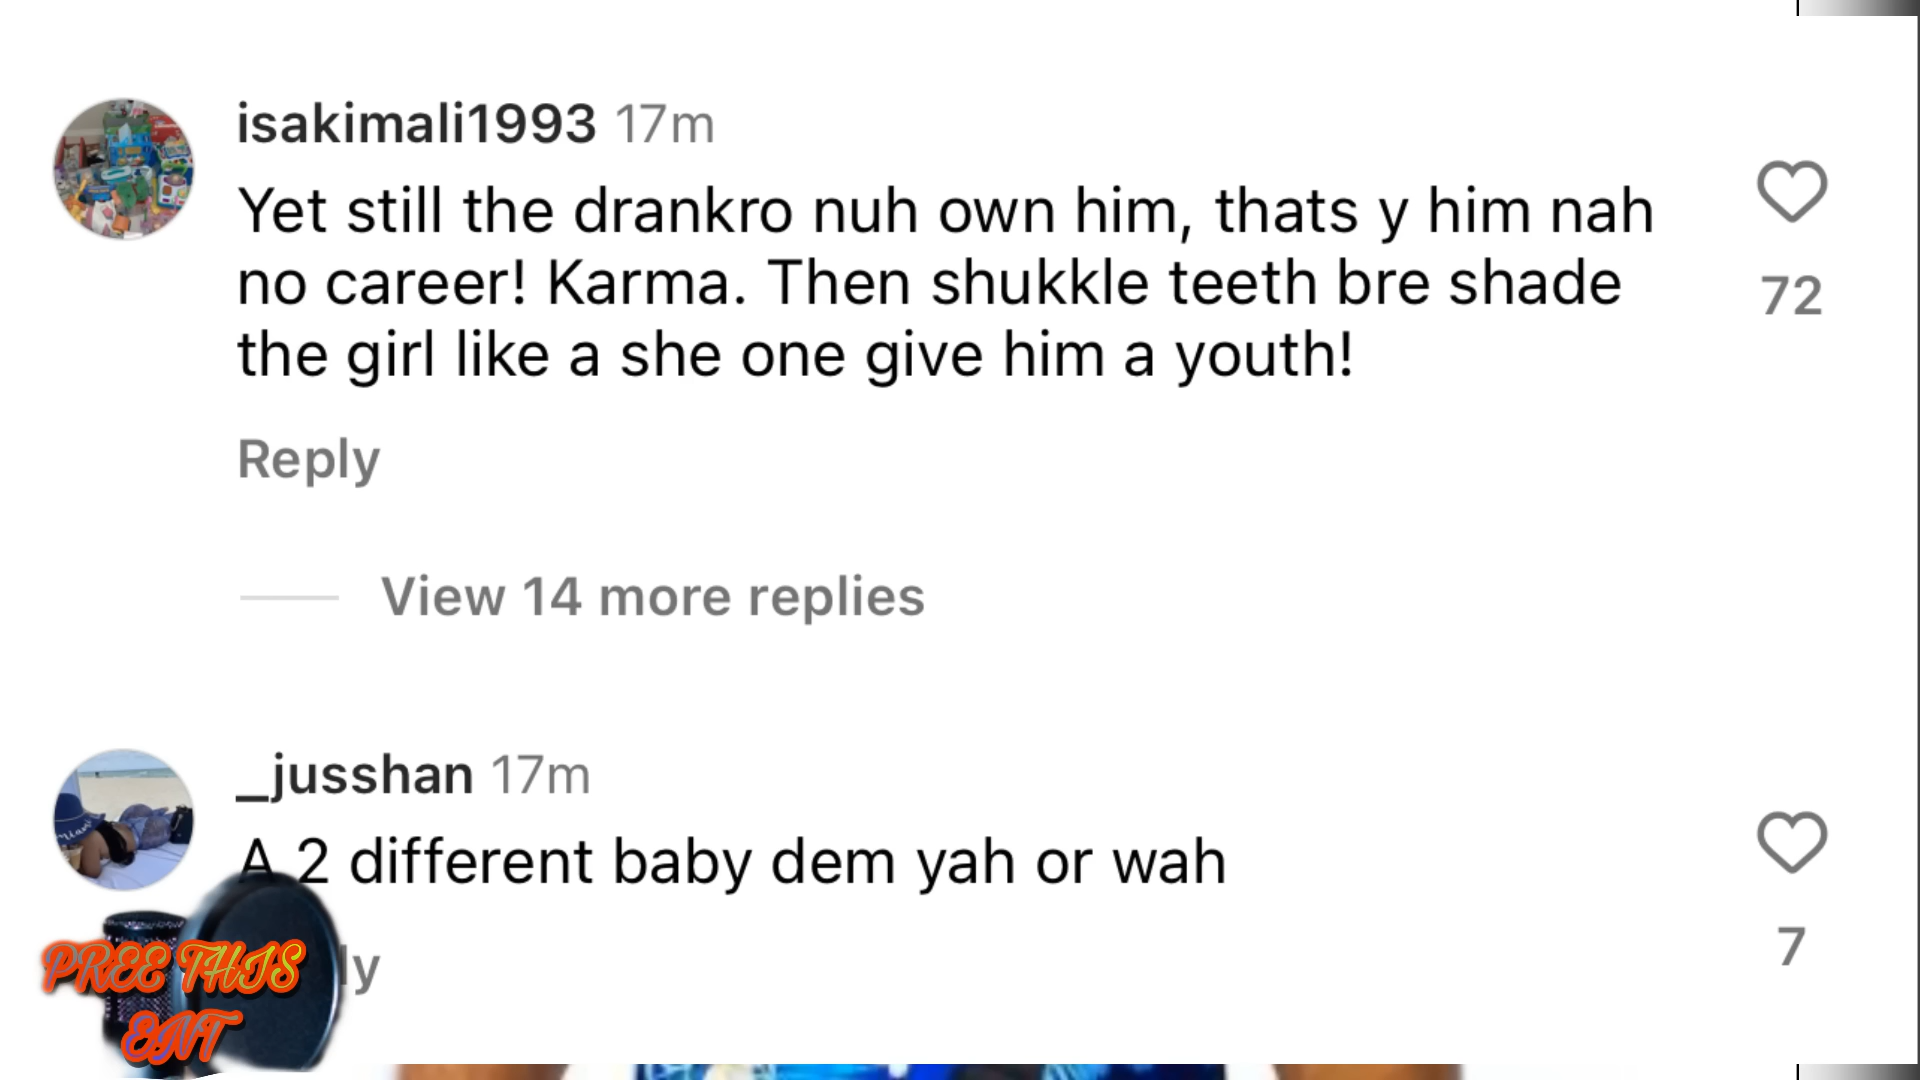 isakimali1993 17m
Yet still the drankro nuh own him, thats y him nah
no career! Karma. Then shukkle teeth bre shade
the girl like a she one give him a youth!
72
Reply
View 14 more replies
_jusshan 17m
A 2 different baby dem yah or wah
7
ly
PREE THIS
ENT